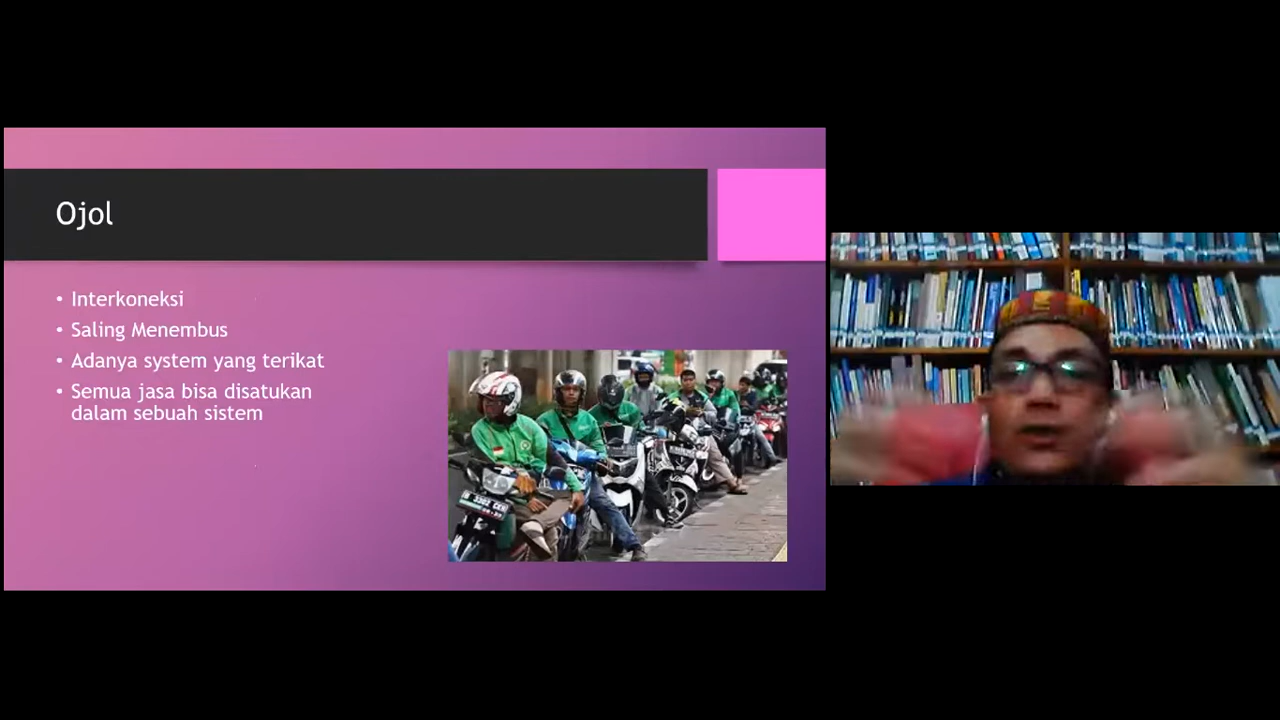 Ojol
• Interkoneksi
• Saling Menembus
• Adanya system yang terikat
• Semua jasa bisa disatukan
dalam sebuah sistem